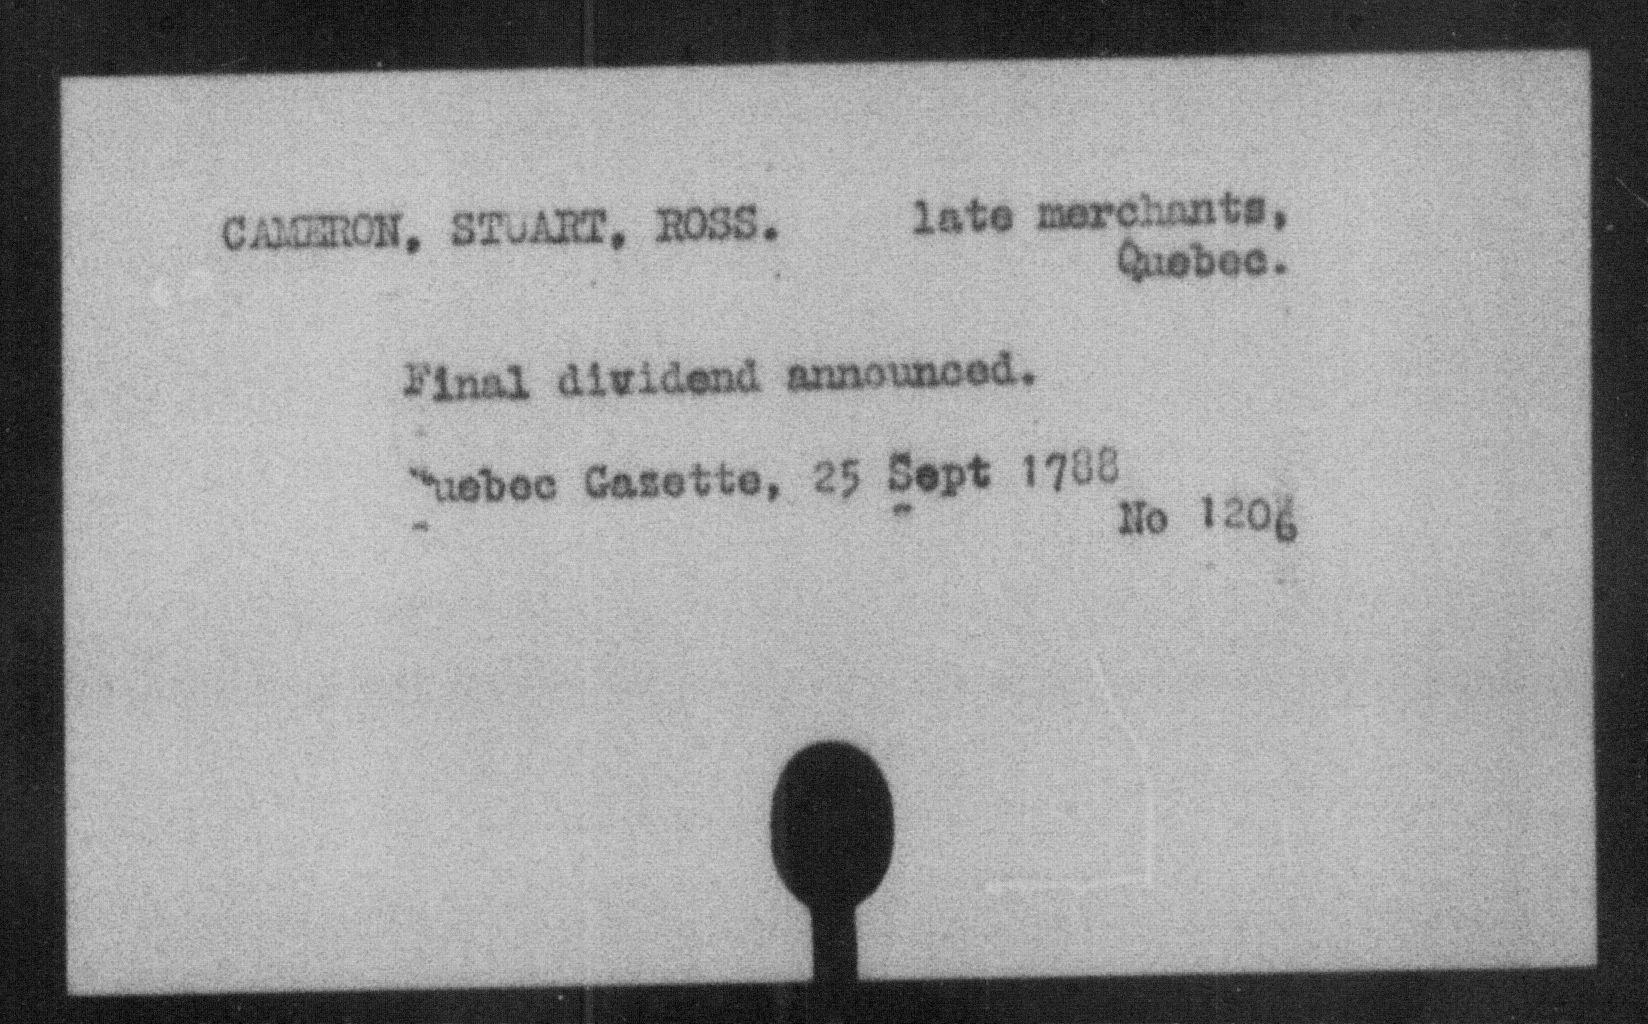 CAMERON, STUART, ROSS. late merchants,
Quebec.
Final dividend announced.
Quebec Gazette, 25 Sept 1788
No 1206